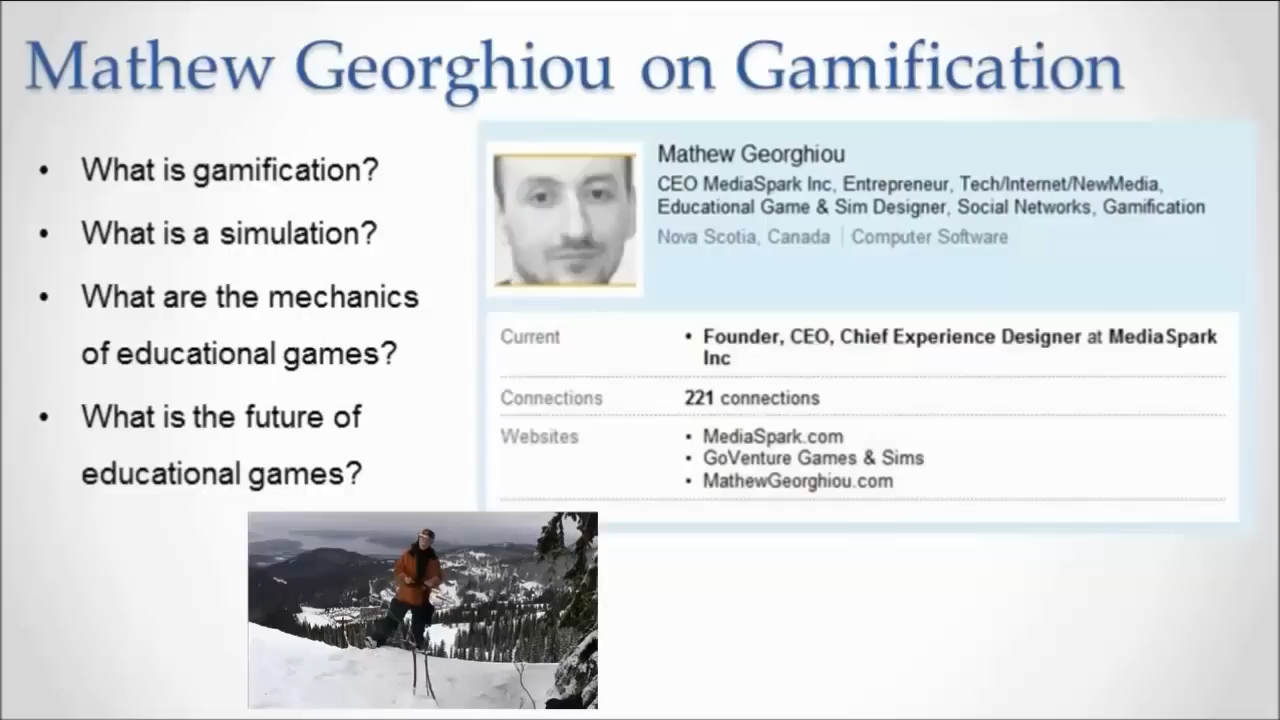 Mathew Georghiou on Gamification
• What is gamification?
• What is a simulation?
• What are the mechanics
of educational games?
• What is the future of
educational games?
Mathew Georghiou
CEO MediaSpark Inc, Entrepreneur, Tech/Internet/NewMedia,
Educational Game & Sim Designer, Social Networks, Gamification
Nova Scotia, Canada | Computer Software
Current • Founder, CEO, Chief Experience Designer at MediaSpark
Inc
Connections 221 connections
Websites • MediaSpark.com
• GoVenture Games & Sims
• MathewGeorghiou.com